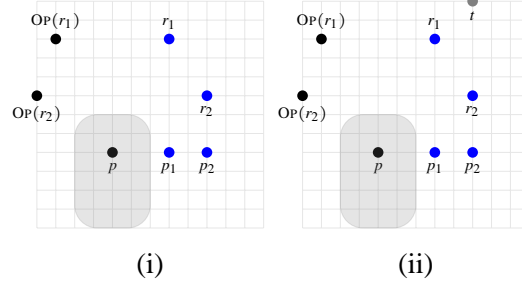 OP(r₁) r₁
r₂
OP(r₂)
p p₁ p₂
(i)
t
OP(r₁) r₁
r₂
OP(r₂)
p p₁ p₂
(ii)